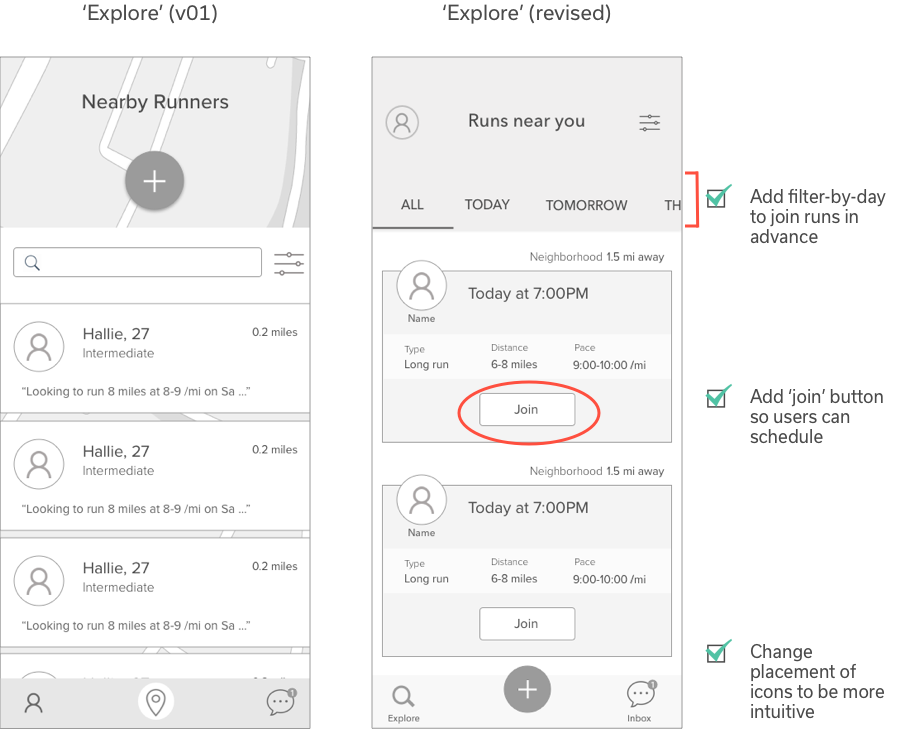 ‘Explore’ (v01)
‘Explore’ (revised)
Nearby Runners
Hallie, 27
0.2 miles
Intermediate
“Looking to run 8 miles at 8-9 /mi on Sa ...”
Hallie, 27
0.2 miles
Intermediate
“Looking to run 8 miles at 8-9 /mi on Sa ...”
Hallie, 27
0.2 miles
Intermediate
“Looking to run 8 miles at 8-9 /mi on Sa ...”
1
Runs near you
ALL TODAY TOMORROW TH
Neighborhood 1.5 mi away
Today at 7:00PM
Name
Type Distance Pace
Long run 6-8 miles 9:00-10:00 /mi
Join
Neighborhood 1.5 mi away
Today at 7:00PM
Name
Type Distance Pace
Long run 6-8 miles 9:00-10:00 /mi
Join
1
Explore Inbox
Add filter-by-day
to join runs in
advance
Add ‘join’ button
so users can
schedule
Change
placement of
icons to be more
intuitive